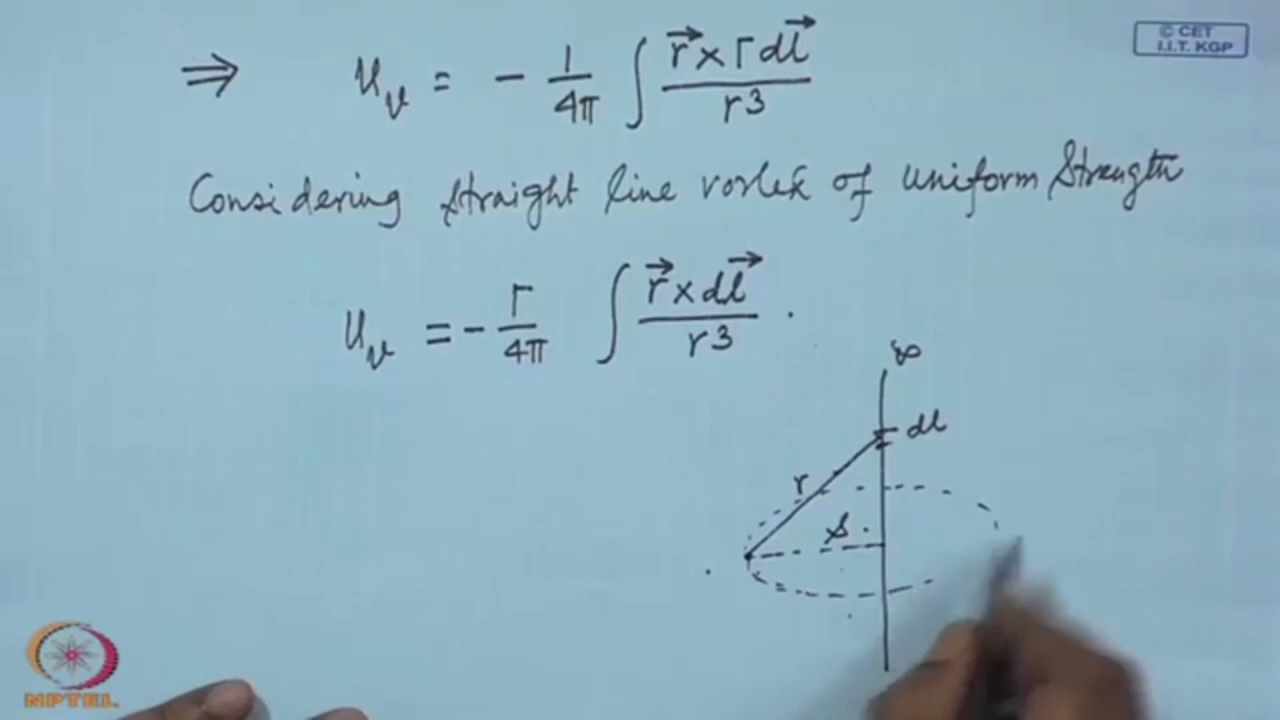 © CET
I.I.T. KGP
⇒ u_v = - 1/4π ∫ r⃗ × Γ dl⃗ / r³
Considering straight line vortex of uniform Strength
u_v = - Γ/4π ∫ r⃗ × dl⃗ / r³ .
∞
dl
r
s
NPTEL